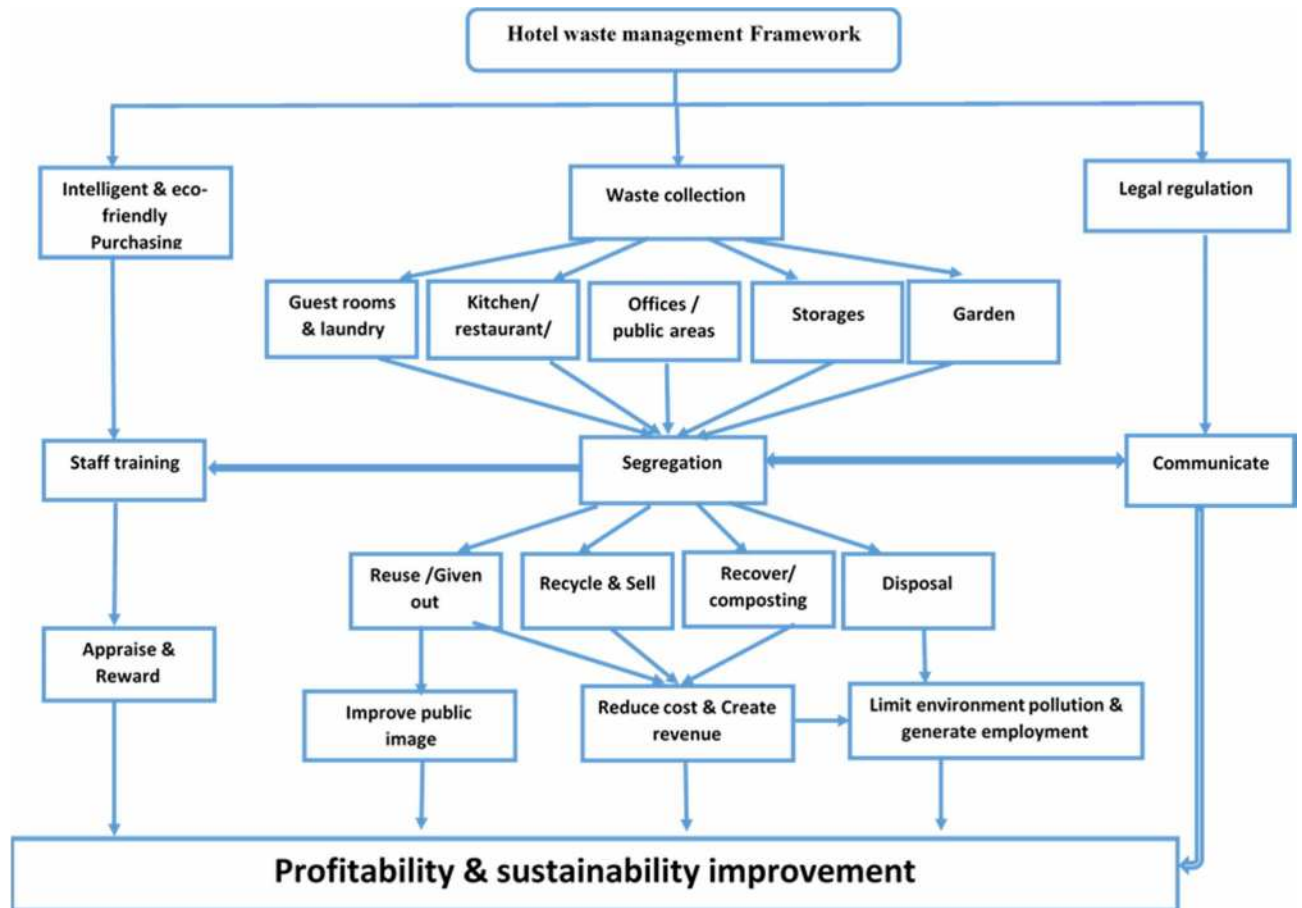 Hotel waste management Framework
Intelligent & eco-
friendly
Purchasing
Waste collection
Legal regulation
Guest rooms
& laundry
Kitchen/
restaurant/
Offices /
public areas
Storages
Garden
Staff training
Segregation
Communicate
Reuse /Given
out
Recycle & Sell
Recover/
composting
Disposal
Appraise &
Reward
Improve public
image
Reduce cost & Create
revenue
Limit environment pollution &
generate employment
Profitability & sustainability improvement